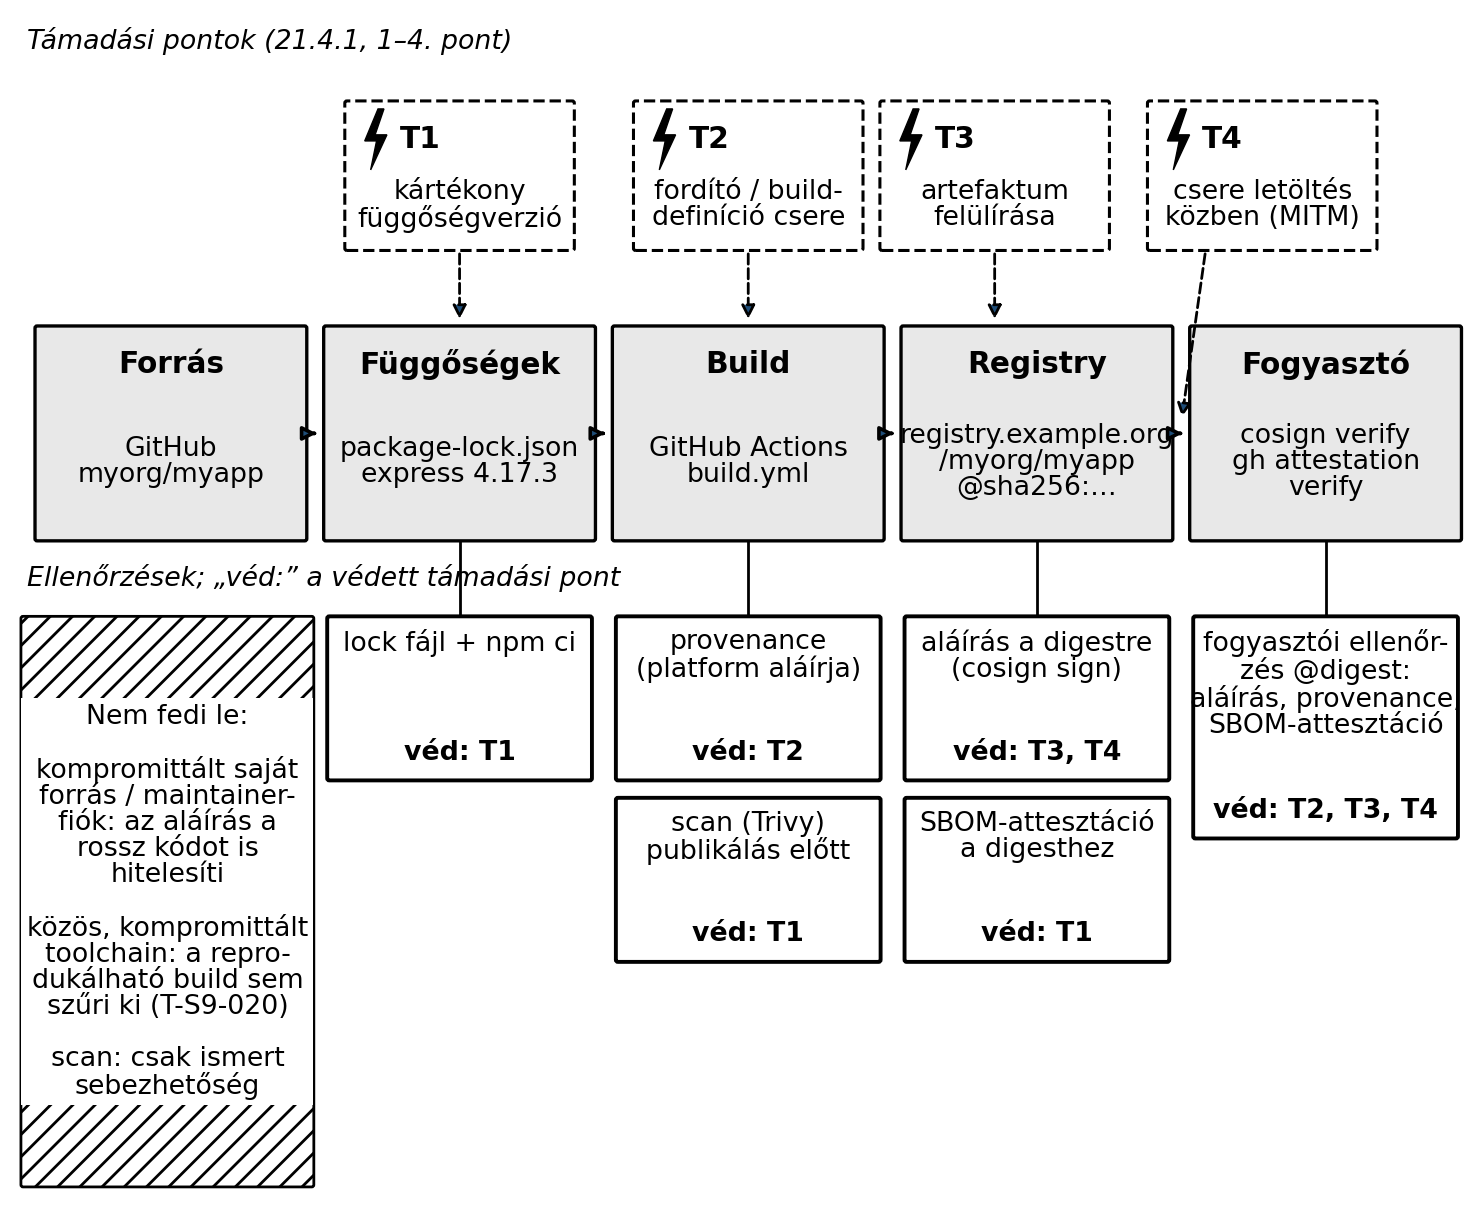 Támadási pontok (21.4.1, 1–4. pont)
T1
kártékony
függőségverzió
T2
fordító / build-
definíció csere
T3
artefaktum
felülírása
T4
csere letöltés
közben (MITM)
Forrás
GitHub
myorg/myapp
Függőségek
package-lock.json
express 4.17.3
Build
GitHub Actions
build.yml
Registry
registry.example.org
/myorg/myapp
@sha256:…
Fogyasztó
cosign verify
gh attestation
verify
Ellenőrzések; „véd:” a védett támadási pont
Nem fedi le:
kompromittált saját
forrás / maintainer-
fiók: az aláírás a
rossz kódot is
hitelesíti
közös, kompromittált
toolchain: a repro-
dukálható build sem
szűri ki (T-S9-020)
scan: csak ismert
sebezhetőség
lock fájl + npm ci
véd: T1
provenance
(platform aláírja)
véd: T2
scan (Trivy)
publikálás előtt
véd: T1
aláírás a digestre
(cosign sign)
véd: T3, T4
SBOM-attesztáció
a digesthez
véd: T1
fogyasztói ellenőr-
zés @digest:
aláírás, provenance,
SBOM-attesztáció
véd: T2, T3, T4